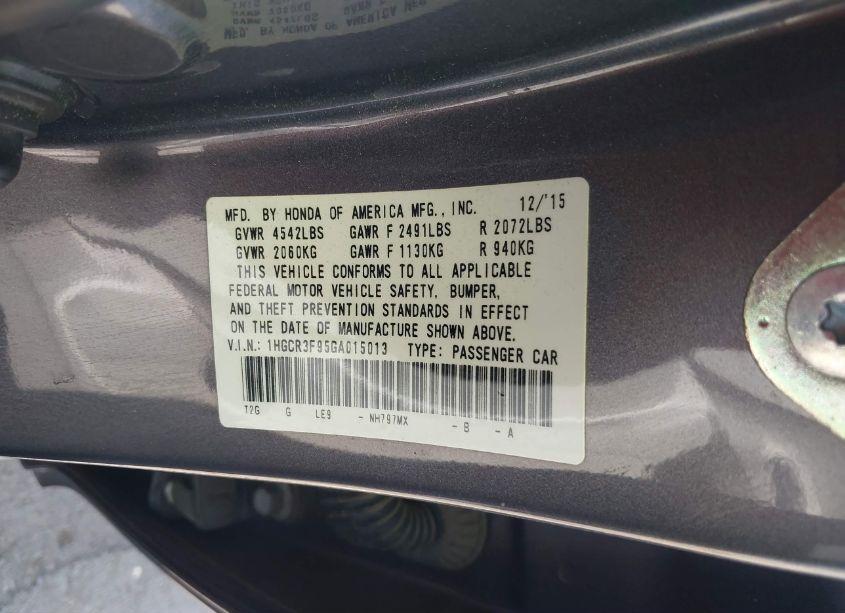 MFD. BY HONDA OF AMERICA MFG., INC. 12/'15
GVWR 4542LBS GAWR F 2491LBS R 2072LBS
GVWR 2060KG GAWR F 1130KG R 940KG
THIS VEHICLE CONFORMS TO ALL APPLICABLE
FEDERAL MOTOR VEHICLE SAFETY, BUMPER,
AND THEFT PREVENTION STANDARDS IN EFFECT
ON THE DATE OF MANUFACTURE SHOWN ABOVE.
V.I.N.: 1HGCR3F95GA015013 TYPE: PASSENGER CAR
T2G G LE9 - NH797MX - B - A